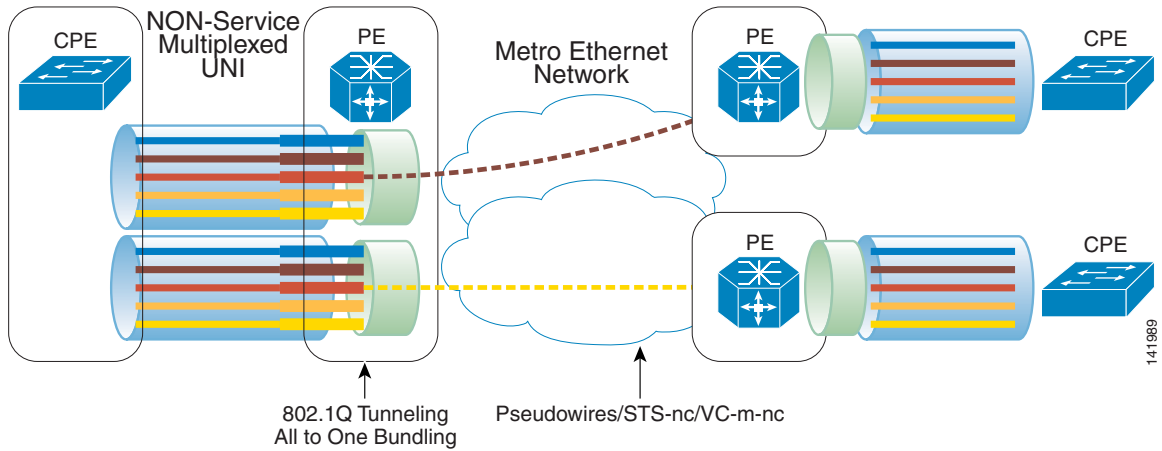 CPE
NON-Service
Multiplexed
UNI
PE
Metro Ethernet
Network
PE
CPE
PE
CPE
802.1Q Tunneling
All to One Bundling
Pseudowires/STS-nc/VC-m-nc
141989